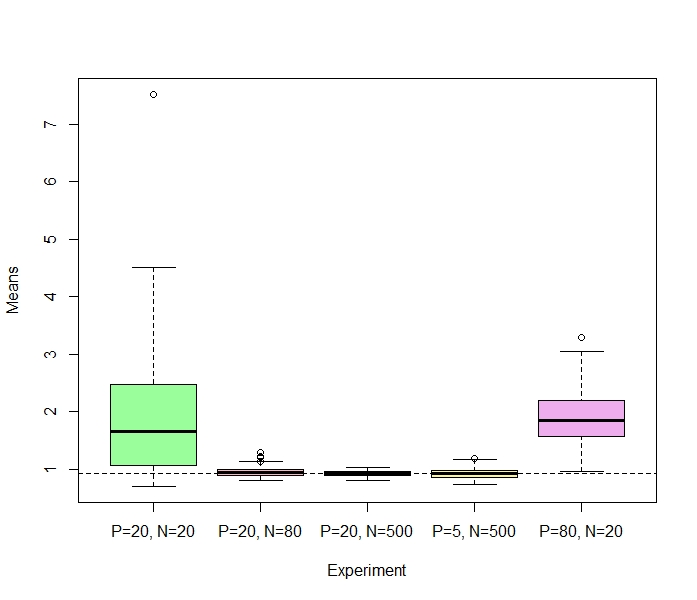 7
6
5
4
3
2
1
Means
P=20, N=20 P=20, N=80 P=20, N=500 P=5, N=500 P=80, N=20
Experiment